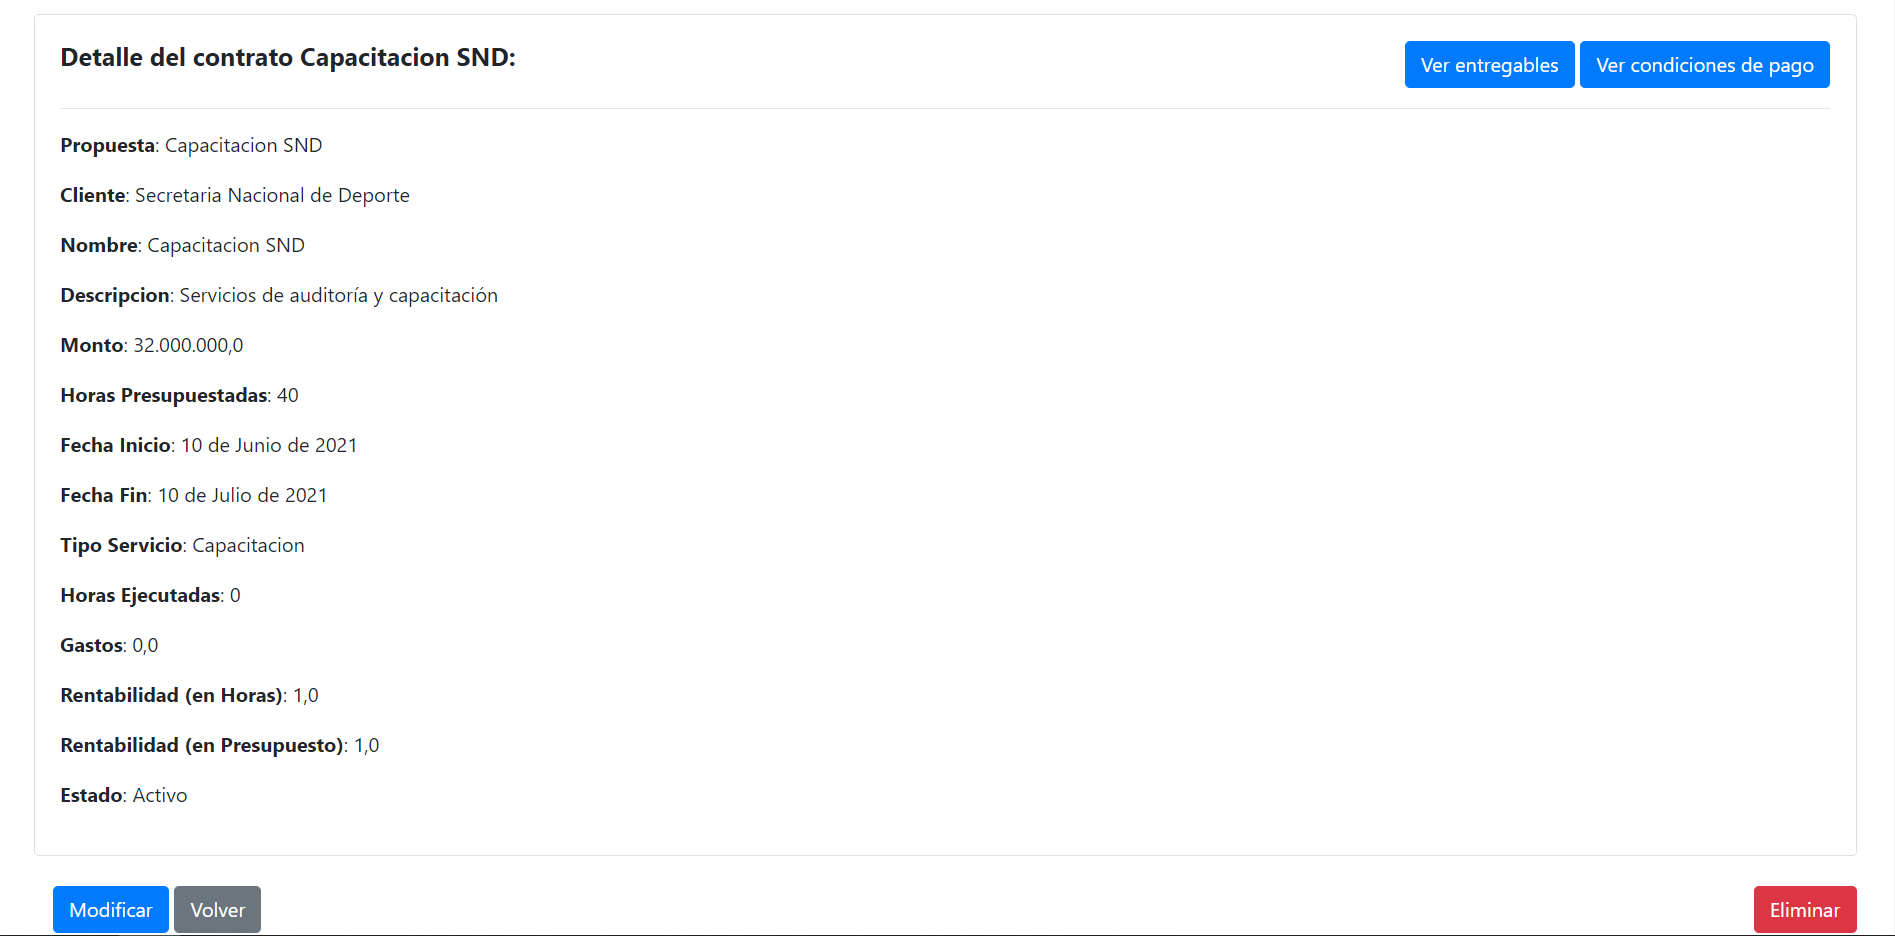 Detalle del contrato Capacitacion SND:
Ver entregables
Ver condiciones de pago
Propuesta: Capacitacion SND
Cliente: Secretaria Nacional de Deporte
Nombre: Capacitacion SND
Descripcion: Servicios de auditoría y capacitación
Monto: 32.000.000,0
Horas Presupuestadas: 40
Fecha Inicio: 10 de Junio de 2021
Fecha Fin: 10 de Julio de 2021
Tipo Servicio: Capacitacion
Horas Ejecutadas: 0
Gastos: 0,0
Rentabilidad (en Horas): 1,0
Rentabilidad (en Presupuesto): 1,0
Estado: Activo
Modificar
Volver
Eliminar